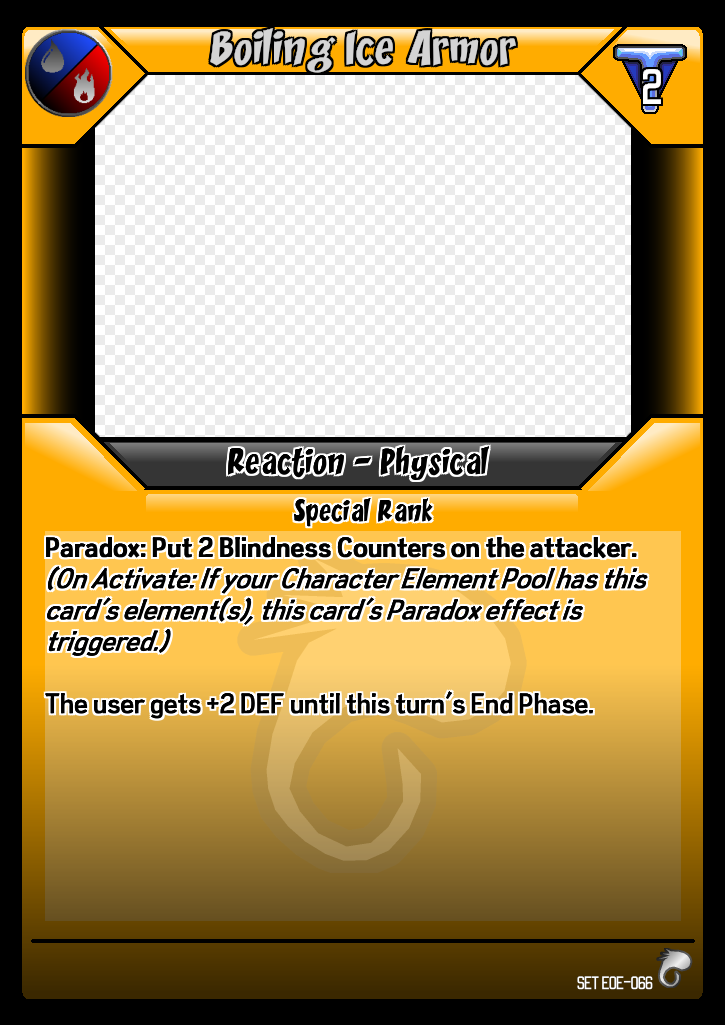 Boiling Ice Armor
2
Reaction - Physical
Special Rank
Paradox: Put 2 Blindness Counters on the attacker.
(On Activate: If your Character Element Pool has this
card's element(s), this card's Paradox effect is
triggered.)
The user gets +2 DEF until this turn's End Phase.
SET EOE-066